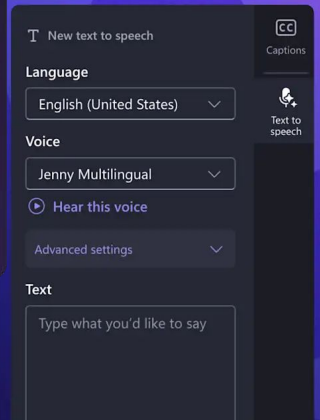 New text to speech
Language
English (United States)
Voice
Jenny Multilingual
Hear this voice
Advanced settings
Text
Type what you'd like to say
CC
Captions
Text to
speech